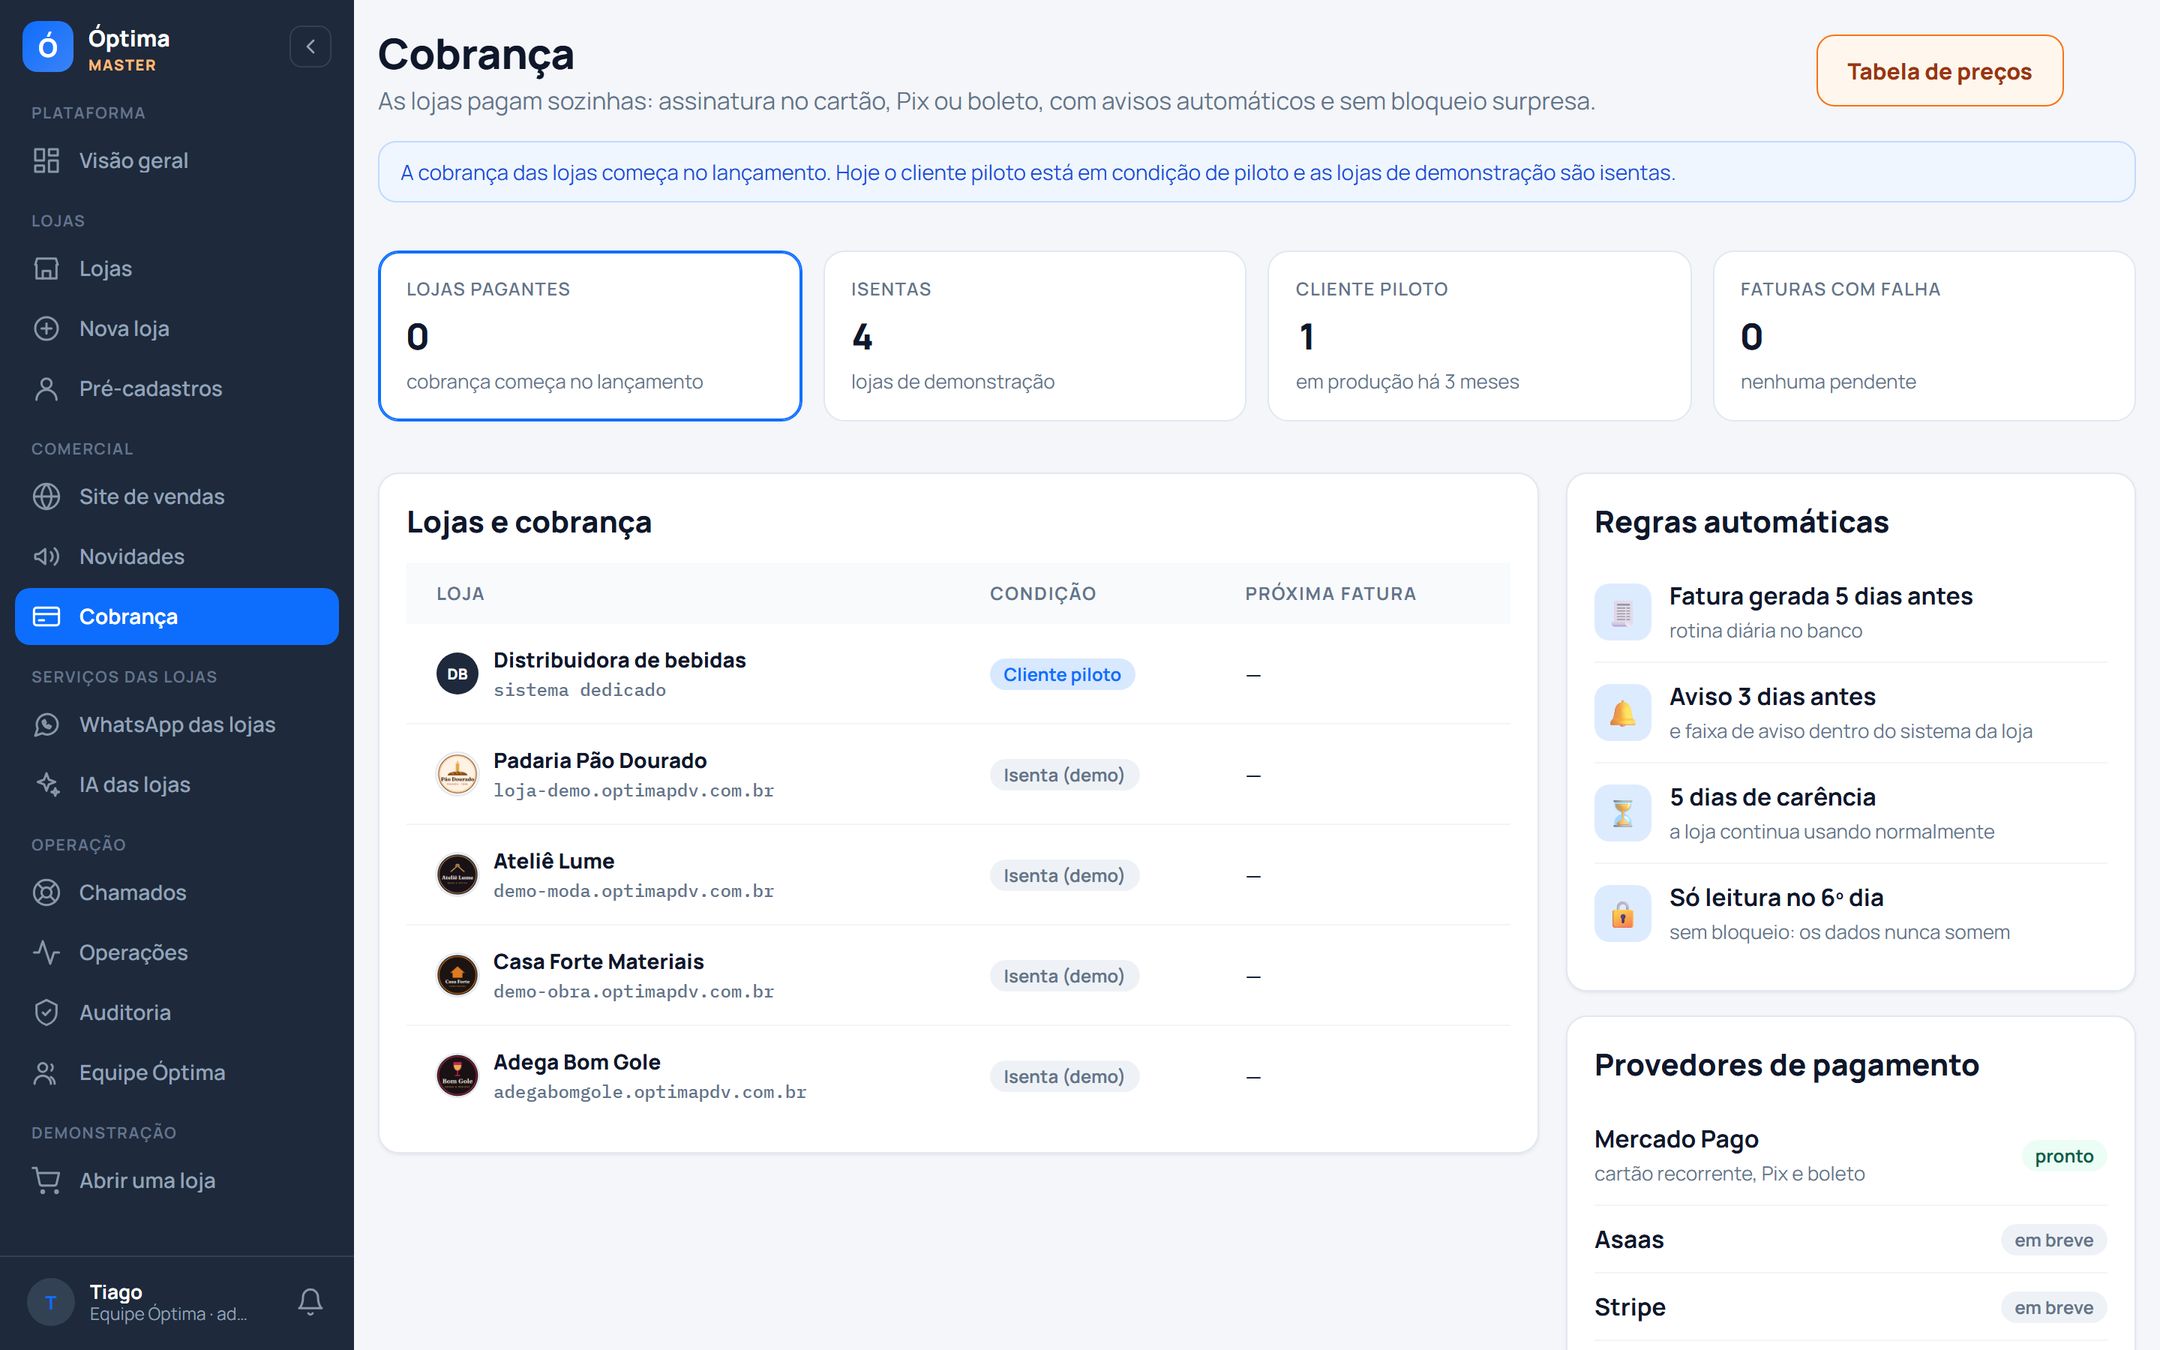 Ó
Óptima
MASTER
PLATAFORMA
Visão geral
LOJAS
Lojas
Nova loja
Pré-cadastros
COMERCIAL
Site de vendas
Novidades
Cobrança
SERVIÇOS DAS LOJAS
WhatsApp das lojas
IA das lojas
OPERAÇÃO
Chamados
Operações
Auditoria
Equipe Óptima
DEMONSTRAÇÃO
Abrir uma loja
T
Tiago
Equipe Óptima · ad…
Cobrança
As lojas pagam sozinhas: assinatura no cartão, Pix ou boleto, com avisos automáticos e sem bloqueio surpresa.
Tabela de preços
A cobrança das lojas começa no lançamento. Hoje o cliente piloto está em condição de piloto e as lojas de demonstração são isentas.
LOJAS PAGANTES
0
cobrança começa no lançamento
ISENTAS
4
lojas de demonstração
CLIENTE PILOTO
1
em produção há 3 meses
FATURAS COM FALHA
0
nenhuma pendente
Lojas e cobrança
LOJA CONDIÇÃO PRÓXIMA FATURA
DB Distribuidora de bebidas Cliente piloto —
sistema dedicado
Pão Dourado Padaria Pão Dourado Isenta (demo) —
loja-demo.optimapdv.com.br
Ateliê Lume Ateliê Lume Isenta (demo) —
demo-moda.optimapdv.com.br
Casa Forte Casa Forte Materiais Isenta (demo) —
demo-obra.optimapdv.com.br
Bom Gole Adega Bom Gole Isenta (demo) —
adegabomgole.optimapdv.com.br
Regras automáticas
Fatura gerada 5 dias antes
rotina diária no banco
Aviso 3 dias antes
e faixa de aviso dentro do sistema da loja
5 dias de carência
a loja continua usando normalmente
Só leitura no 6º dia
sem bloqueio: os dados nunca somem
Provedores de pagamento
Mercado Pago pronto
cartão recorrente, Pix e boleto
Asaas em breve
Stripe em breve